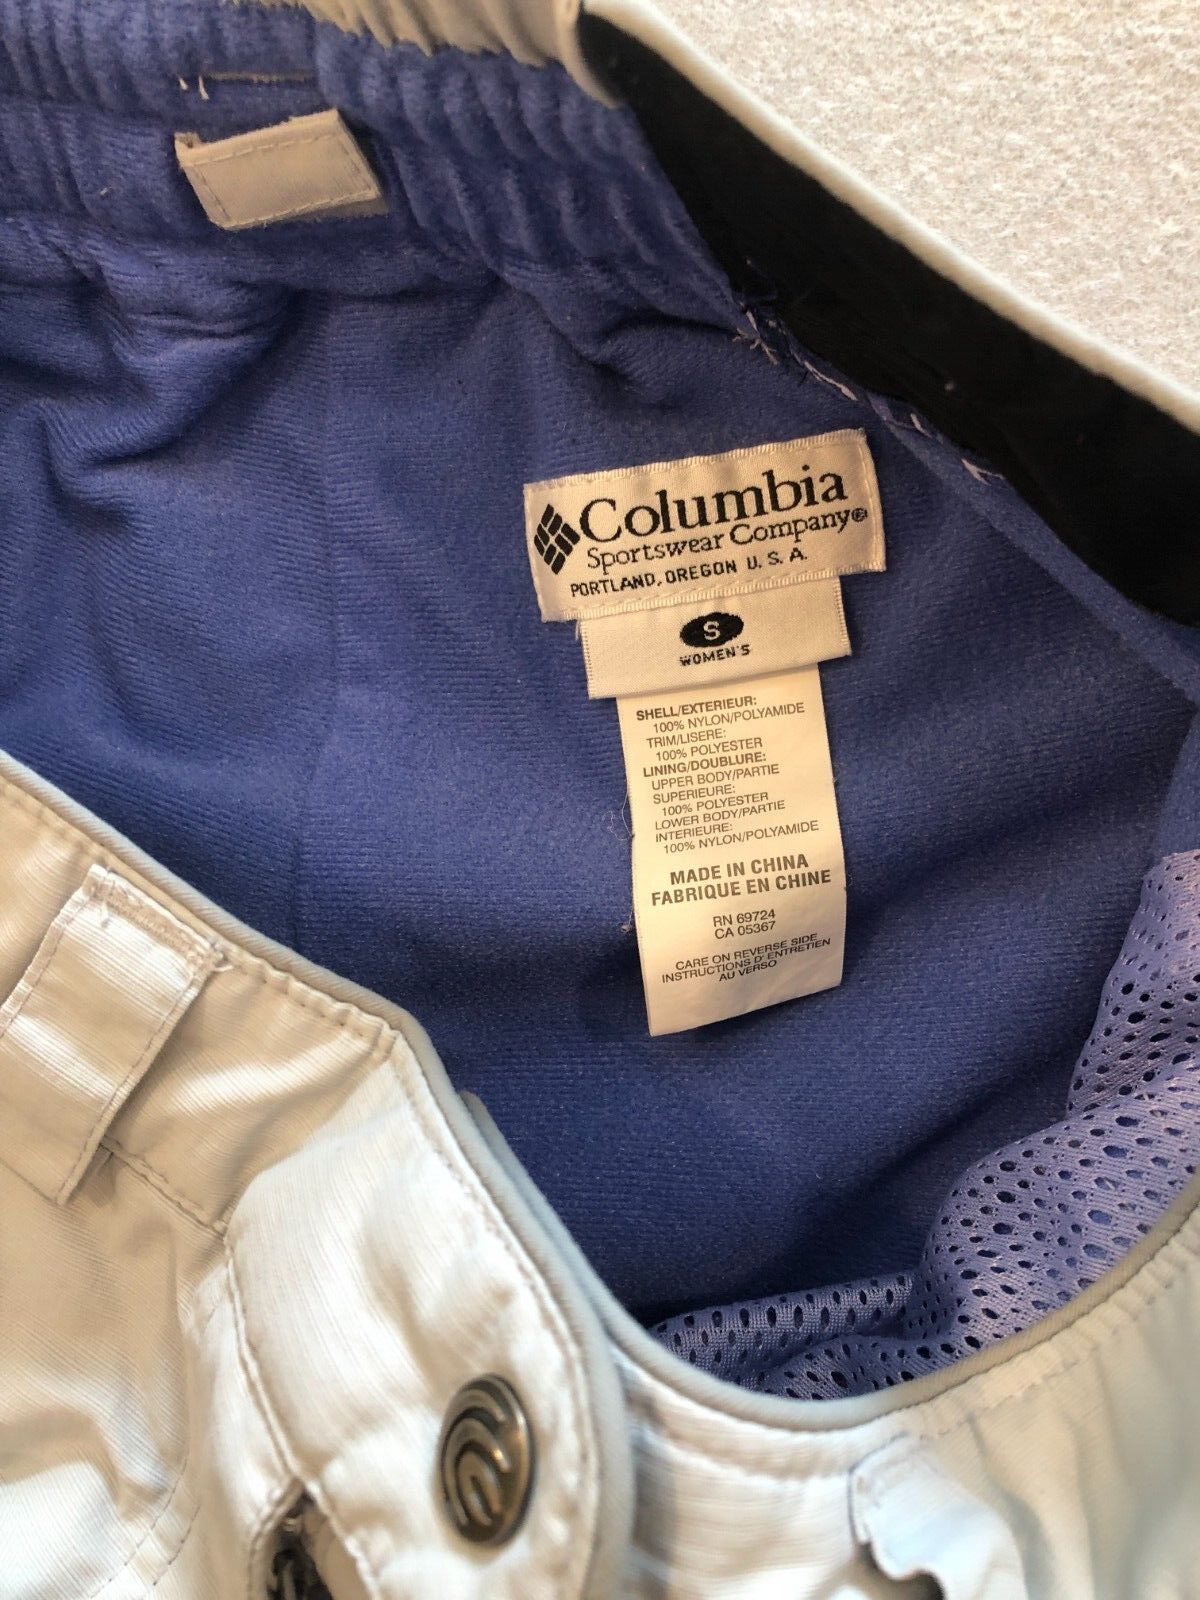 Columbia
Sportswear Company®
PORTLAND, OREGON U. S. A.
S
WOMEN'S
SHELL/EXTERIEUR:
100% NYLON/POLYAMIDE
TRIM/LISERE:
100% POLYESTER
LINING/DOUBLURE:
UPPER BODY/PARTIE
SUPERIEURE:
100% POLYESTER
LOWER BODY/PARTIE
INTERIEURE:
100% NYLON/POLYAMIDE
MADE IN CHINA
FABRIQUE EN CHINE
RN 69724
CA 05367
CARE ON REVERSE SIDE
INSTRUCTIONS D' ENTRETIEN
AU VERSO